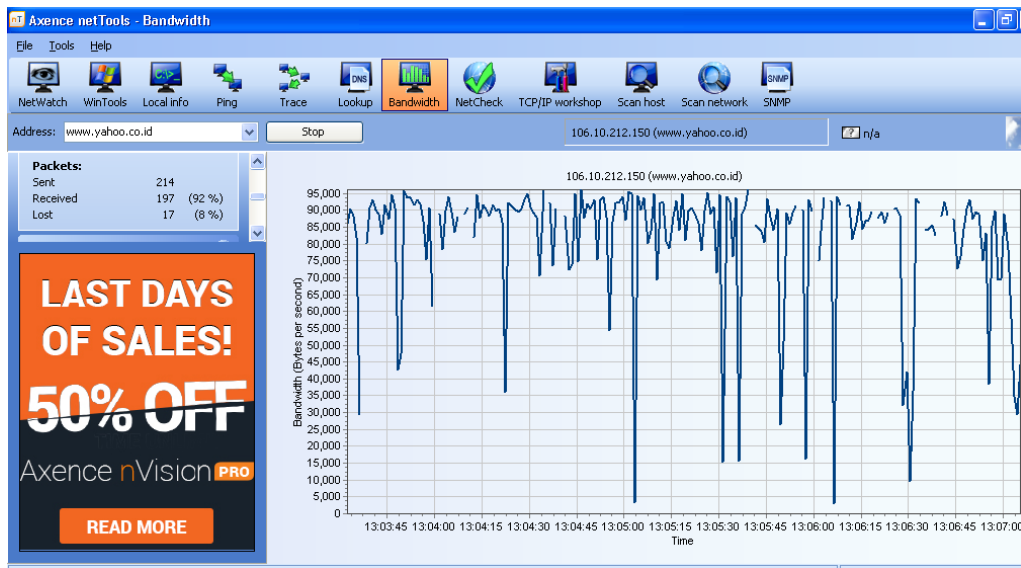 nT Axence netTools - Bandwidth
File Tools Help
NetWatch WinTools Local info Ping Trace Lookup Bandwidth NetCheck TCP/IP workshop Scan host Scan network SNMP
DNS
SNMP
Address: www.yahoo.co.id Stop 106.10.212.150 (www.yahoo.co.id) n/a
Packets:
Sent 214
Received 197 (92 %)
Lost 17 (8 %)
LAST DAYS
OF SALES!
50% OFF
Axence nVision PRO
READ MORE
106.10.212.150 (www.yahoo.co.id)
95,000
90,000
85,000
80,000
75,000
70,000
65,000
60,000
55,000
50,000
45,000
40,000
35,000
30,000
25,000
20,000
15,000
10,000
5,000
0
Bandwidth (Bytes per second)
13:03:45 13:04:00 13:04:15 13:04:30 13:04:45 13:05:00 13:05:15 13:05:30 13:05:45 13:06:00 13:06:15 13:06:30 13:06:45 13:07:00
Time